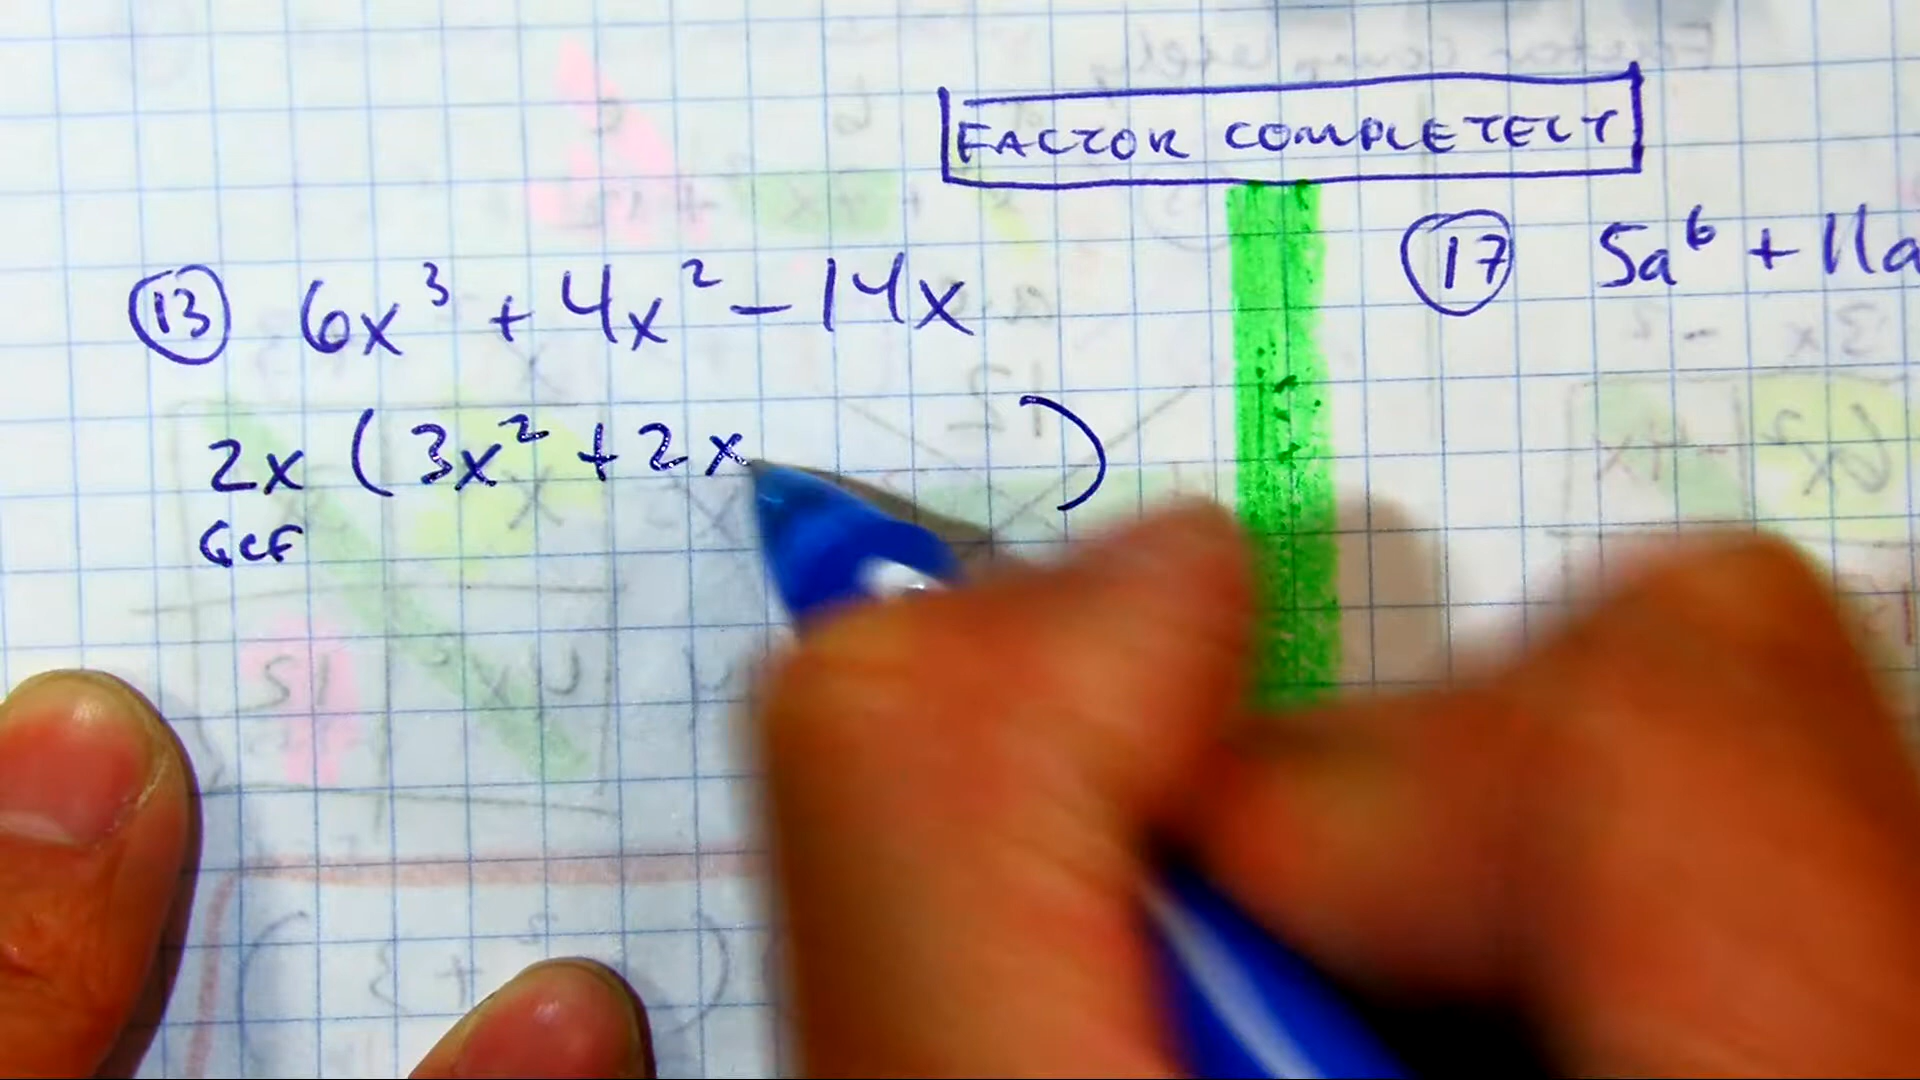 FACTOR COMPLETELY
13 6x³ + 4x² - 14x
2x (3x² + 2x )
GCF
17 5a⁶ + 11a